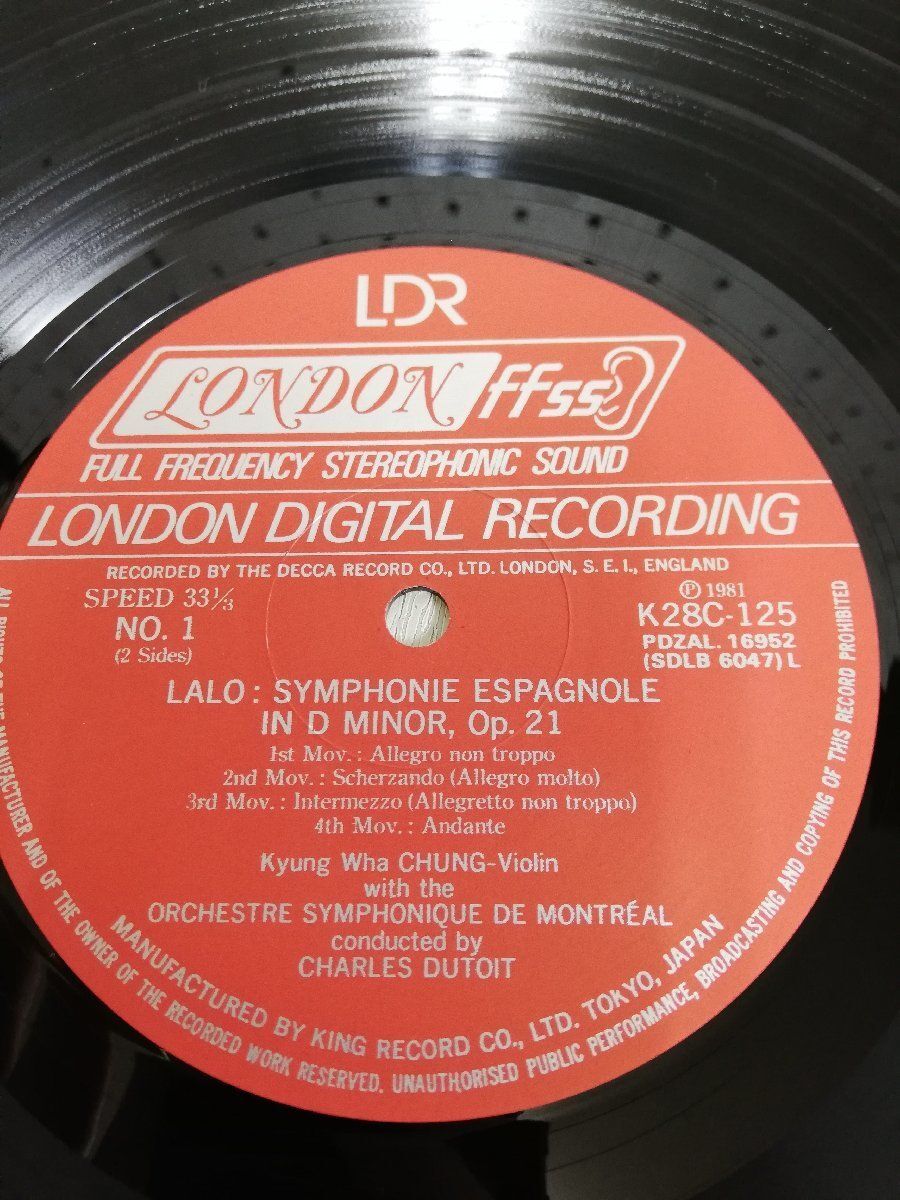 LDR
LONDON ffss
FULL FREQUENCY STEREOPHONIC SOUND
LONDON DIGITAL RECORDING
RECORDED BY THE DECCA RECORD CO., LTD. LONDON, S. E. I., ENGLAND
SPEED 33⅓
NO. 1
(2 Sides)
Ⓟ 1981
K28C-125
PDZAL. 16952
(SDLB 6047) L
LALO : SYMPHONIE ESPAGNOLE
IN D MINOR, Op. 21
1st Mov. : Allegro non troppo
2nd Mov. : Scherzando (Allegro molto)
3rd Mov. : Intermezzo (Allegretto non troppo)
4th Mov. : Andante
Kyung Wha CHUNG-Violin
with the
ORCHESTRE SYMPHONIQUE DE MONTRÉAL
conducted by
CHARLES DUTOIT
MANUFACTURED BY KING RECORD CO., LTD. TOKYO, JAPAN
ALL RIGHTS OF THE MANUFACTURER AND OF THE OWNER OF THE RECORDED WORK RESERVED. UNAUTHORISED PUBLIC PERFORMANCE, BROADCASTING AND COPYING OF THIS RECORD PROHIBITED